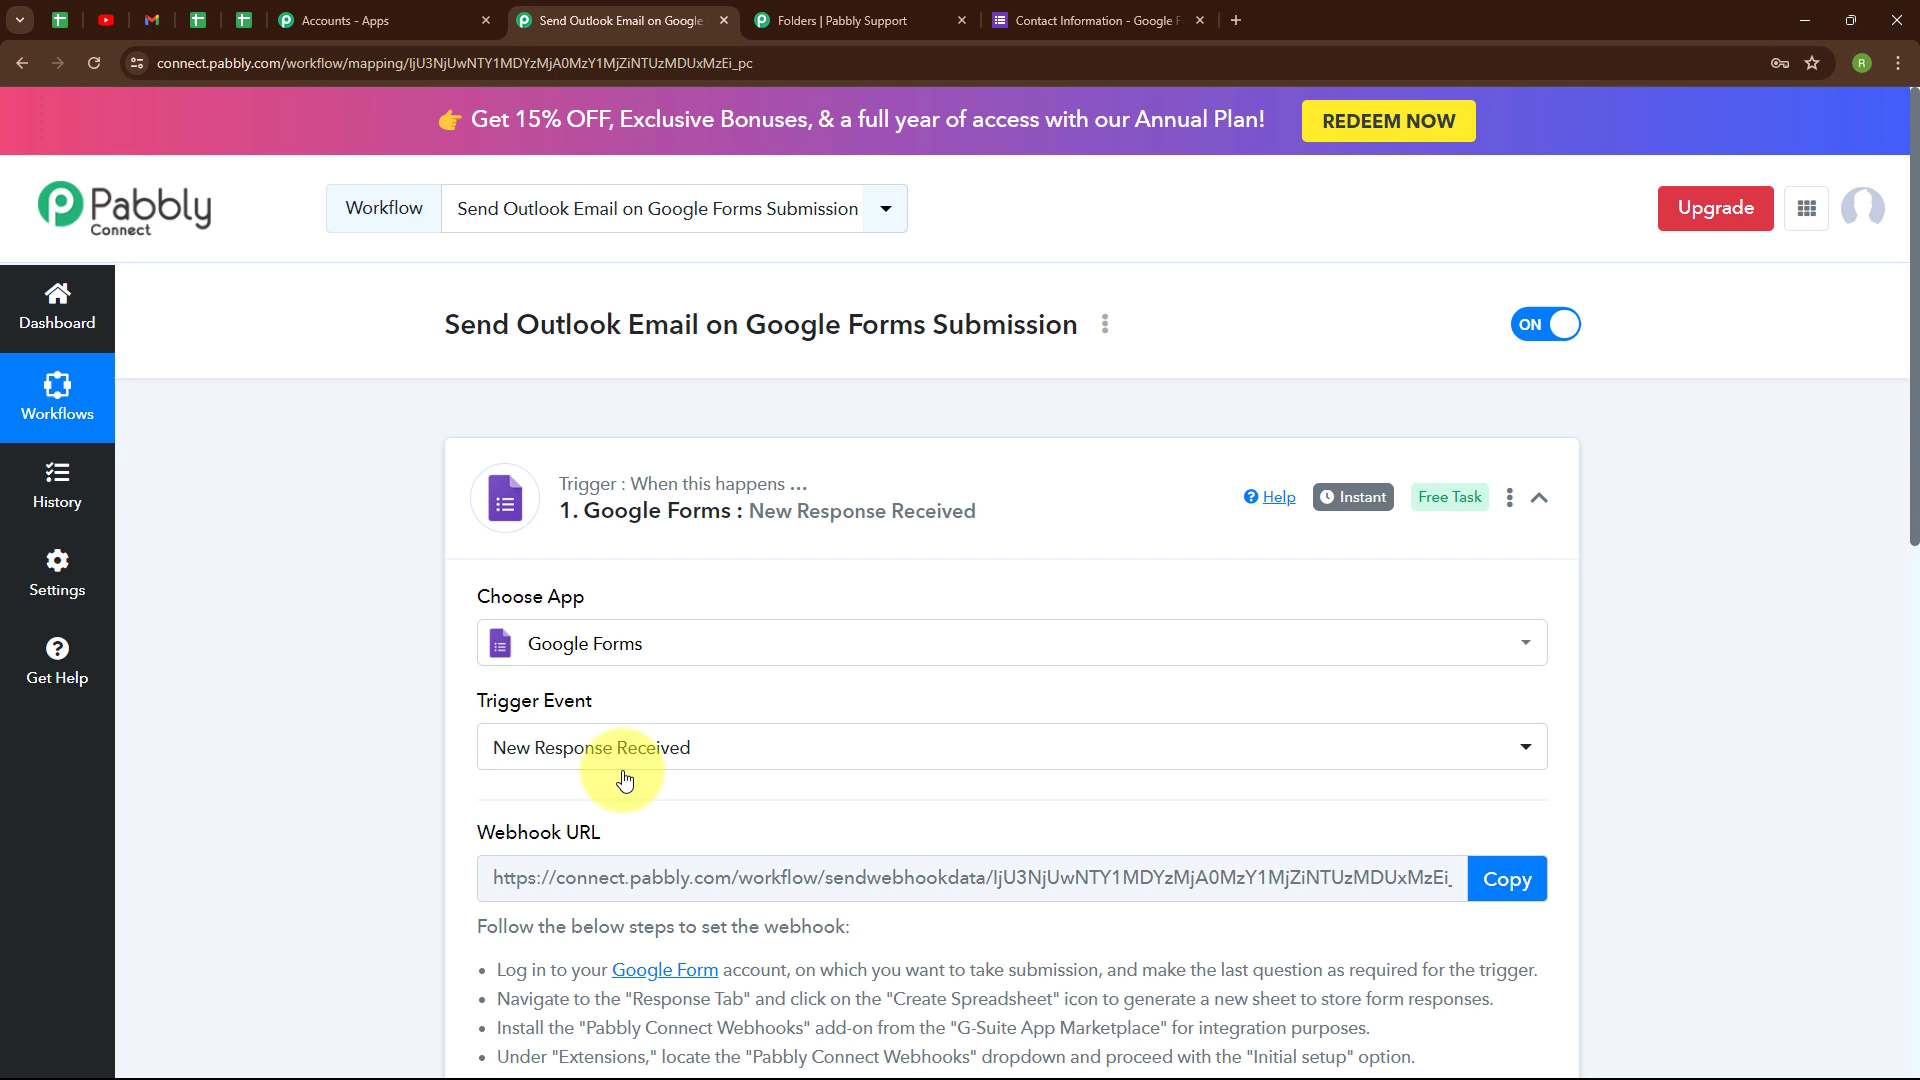 Accounts - Apps
Send Outlook Email on Google
Folders | Pabbly Support
Contact Information - Google F
connect.pabbly.com/workflow/mapping/IjU3NjUwNTY1MDYzMjA0MzY1MjZiNTUzMDUxMzEi_pc
R
Get 15% OFF, Exclusive Bonuses, & a full year of access with our Annual Plan!
REDEEM NOW
Pabbly
Connect
Workflow
Send Outlook Email on Google Forms Submission
Upgrade
Dashboard
Workflows
History
Settings
Get Help
Send Outlook Email on Google Forms Submission
ON
Trigger : When this happens ...
1. Google Forms : New Response Received
Help
Instant
Free Task
Choose App
Google Forms
Trigger Event
New Response Received
Webhook URL
https://connect.pabbly.com/workflow/sendwebhookdata/IjU3NjUwNTY1MDYzMjA0MzY1MjZiNTUzMDUxMzEi_
Copy
Follow the below steps to set the webhook:
• Log in to your Google Form account, on which you want to take submission, and make the last question as required for the trigger.
• Navigate to the "Response Tab" and click on the "Create Spreadsheet" icon to generate a new sheet to store form responses.
• Install the "Pabbly Connect Webhooks" add-on from the "G-Suite App Marketplace" for integration purposes.
• Under "Extensions," locate the "Pabbly Connect Webhooks" dropdown and proceed with the "Initial setup" option.